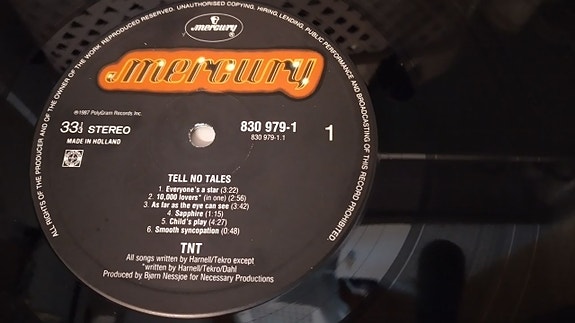 ALL RIGHTS OF THE PRODUCER AND OF THE OWNER OF THE WORK REPRODUCED RESERVED. UNAUTHORISED COPYING, HIRING, LENDING, PUBLIC PERFORMANCE AND BROADCASTING OF THIS RECORD PROHIBITED.
mercury
mercury
℗1987 PolyGram Records Inc.
33⅓ STEREO
MADE IN HOLLAND
830 979-1
830 979-1.1
1
TELL NO TALES
1. Everyone's a star (3:22)
2. 10,000 lovers* (in one) (2:56)
3. As far as the eye can see (3:42)
4. Sapphire (1:15)
5. Child's play (4:27)
6. Smooth syncopation (0:48)
TNT
All songs written by Harnell/Tekro except
*written by Harnell/Tekro/Dahl
Produced by Bjørn Nessjoe for Necessary Productions